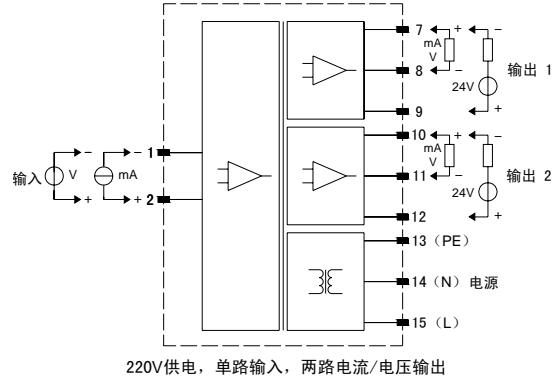 7 + −
mA
V
8 −
24V
输出 1
9 +
10 + −
mA
V
11 −
24V
输出 2
12 +
− − 1
输入 V mA
+ + 2
13（PE）
14（N）电源
15（L）
220V供电，单路输入，两路电流/电压输出